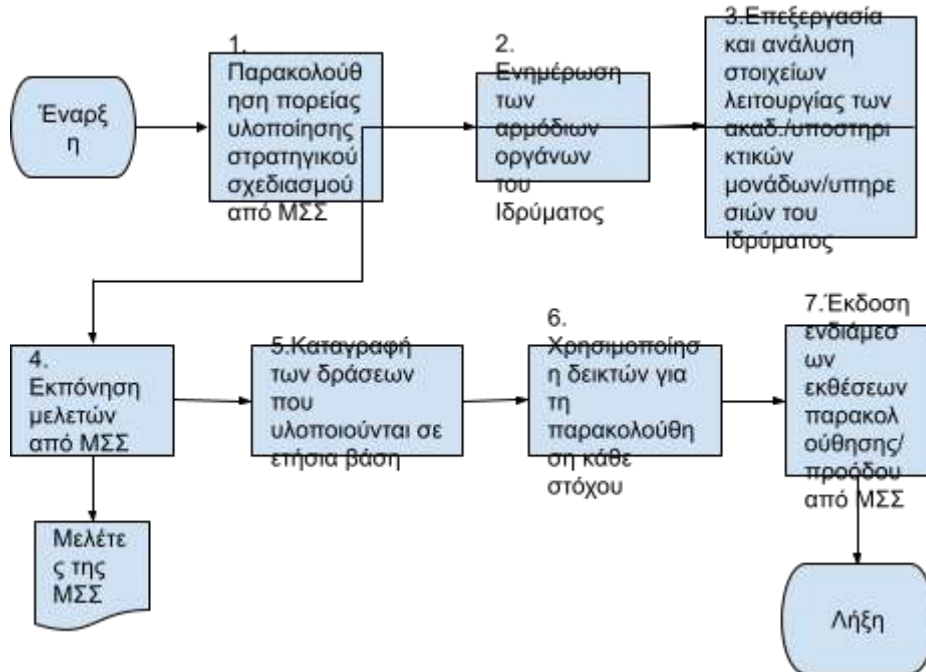 Έναρξ
η
1.
Παρακολούθ
ηση πορείας
υλοποίησης
στρατηγικού
σχεδιασμού
από ΜΣΣ
2.
Ενημέρωση
των
αρμόδιων
οργάνων
του
Ιδρύματος
3.Επεξεργασία
και ανάλυση
στοιχείων
λειτουργίας των
ακαδ./υποστηρι
κτικών
μονάδων/υπηρε
σιών του
Ιδρύματος
4.
Εκπόνηση
μελετών
από ΜΣΣ
5.Καταγραφή
των δράσεων
που
υλοποιούνται σε
ετήσια βάση
6.
Χρησιμοποίησ
η δεικτών για
τη
παρακολούθη
ση κάθε
στόχου
7.Έκδοση
ενδιάμεσ
ων
εκθέσεων
παρακολ
ούθησης/
προόδου
από ΜΣΣ
Μελέτε
ς της
ΜΣΣ
Λήξη